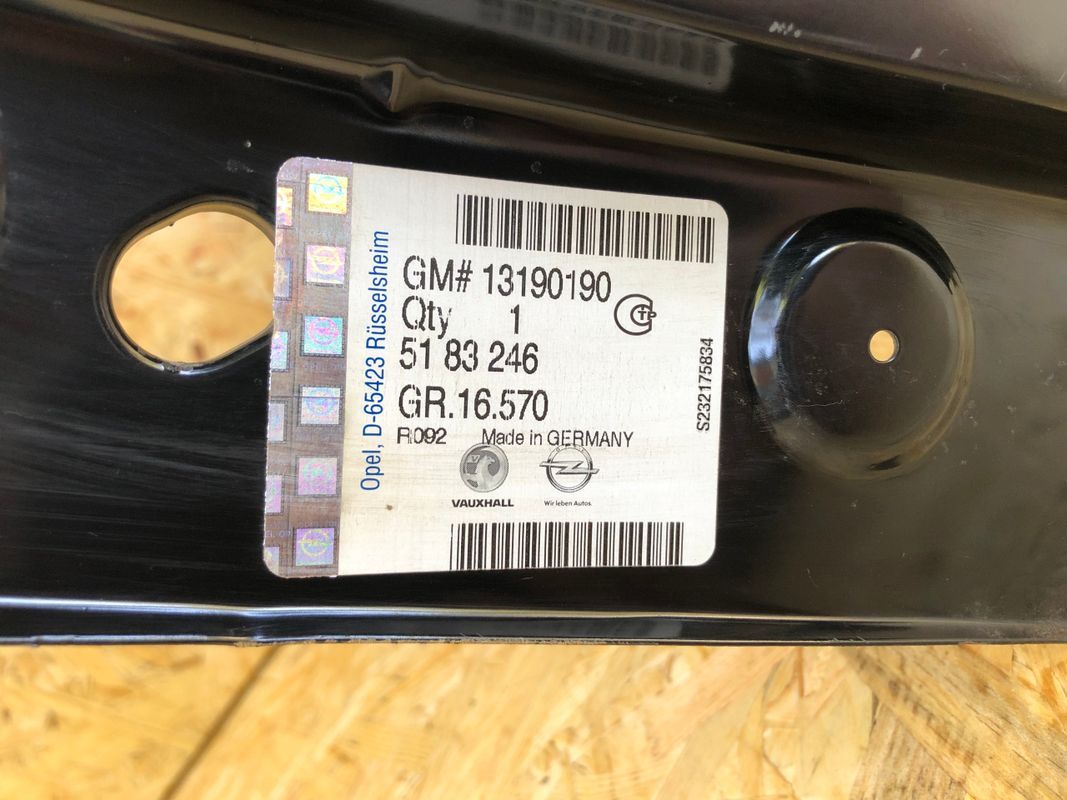 GM# 13190190
Qty 1
51 83 246
GR.16.570
R092 Made in GERMANY
VAUXHALL
Wir leben Autos.
Opel, D-65423 Rüsselsheim
S232175834